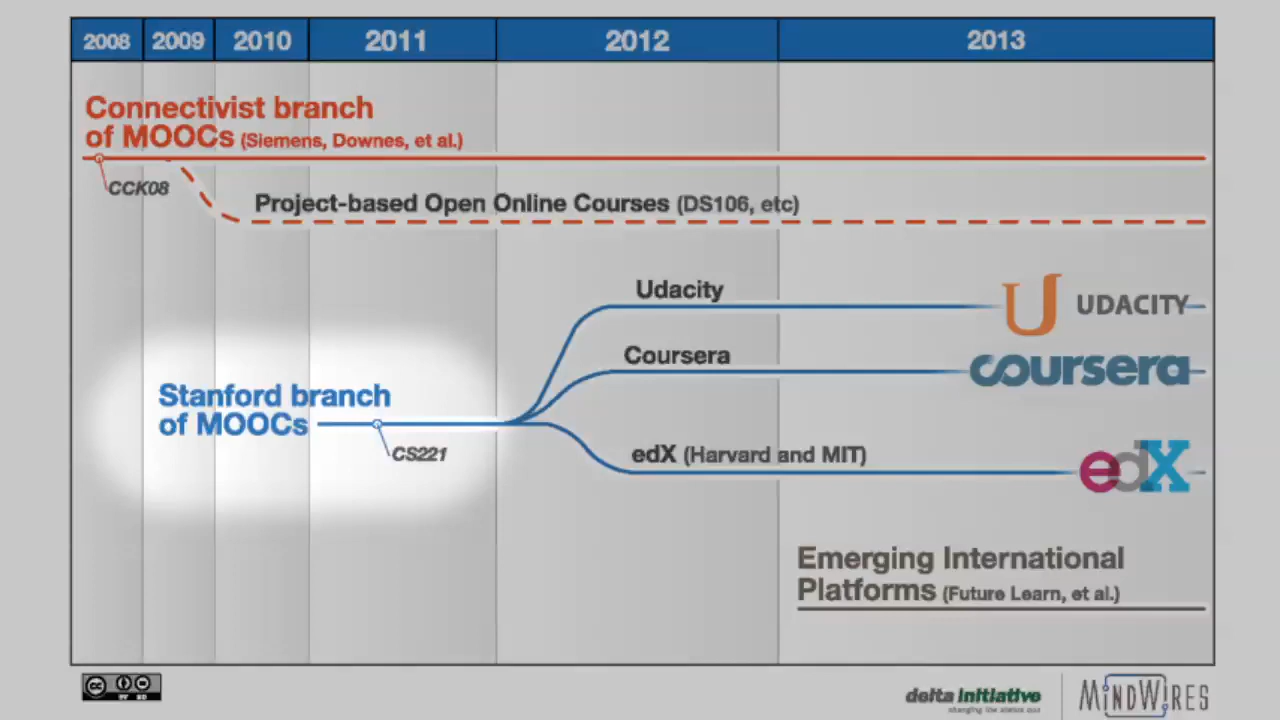 2008 2009 2010 2011 2012 2013
Connectivist branch
of MOOCs (Siemens, Downes, et al.)
CCK08
Project-based Open Online Courses (DS106, etc)
Udacity
UDACITY
Coursera
coursera
Stanford branch
of MOOCs
CS221
edX (Harvard and MIT)
edX
Emerging International
Platforms (Future Learn, et al.)
cc
delta initiative
MINDWIRES